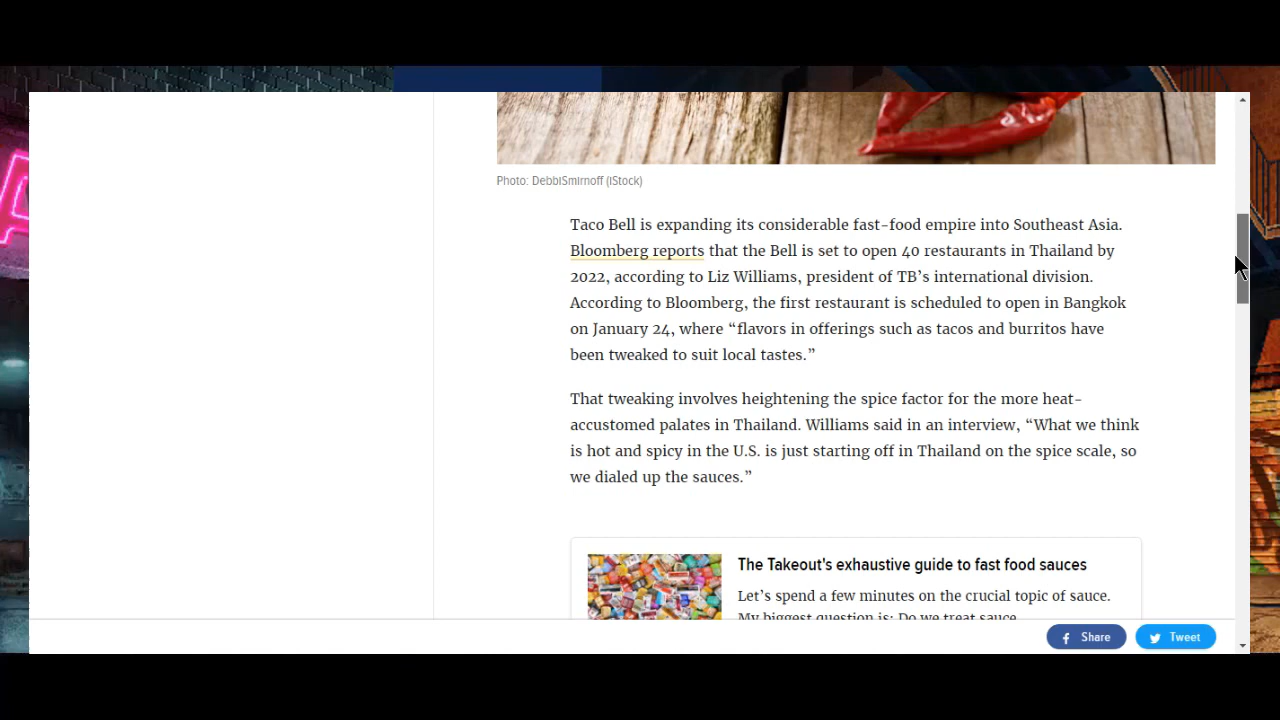 Photo: DebbiSmirnoff (iStock)
Taco Bell is expanding its considerable fast-food empire into Southeast Asia.
Bloomberg reports that the Bell is set to open 40 restaurants in Thailand by
2022, according to Liz Williams, president of TB’s international division.
According to Bloomberg, the first restaurant is scheduled to open in Bangkok
on January 24, where “flavors in offerings such as tacos and burritos have
been tweaked to suit local tastes.”
That tweaking involves heightening the spice factor for the more heat-
accustomed palates in Thailand. Williams said in an interview, “What we think
is hot and spicy in the U.S. is just starting off in Thailand on the spice scale, so
we dialed up the sauces.”
The Takeout's exhaustive guide to fast food sauces
Let’s spend a few minutes on the crucial topic of sauce.
My biggest question is: Do we treat sauce
Share
Tweet